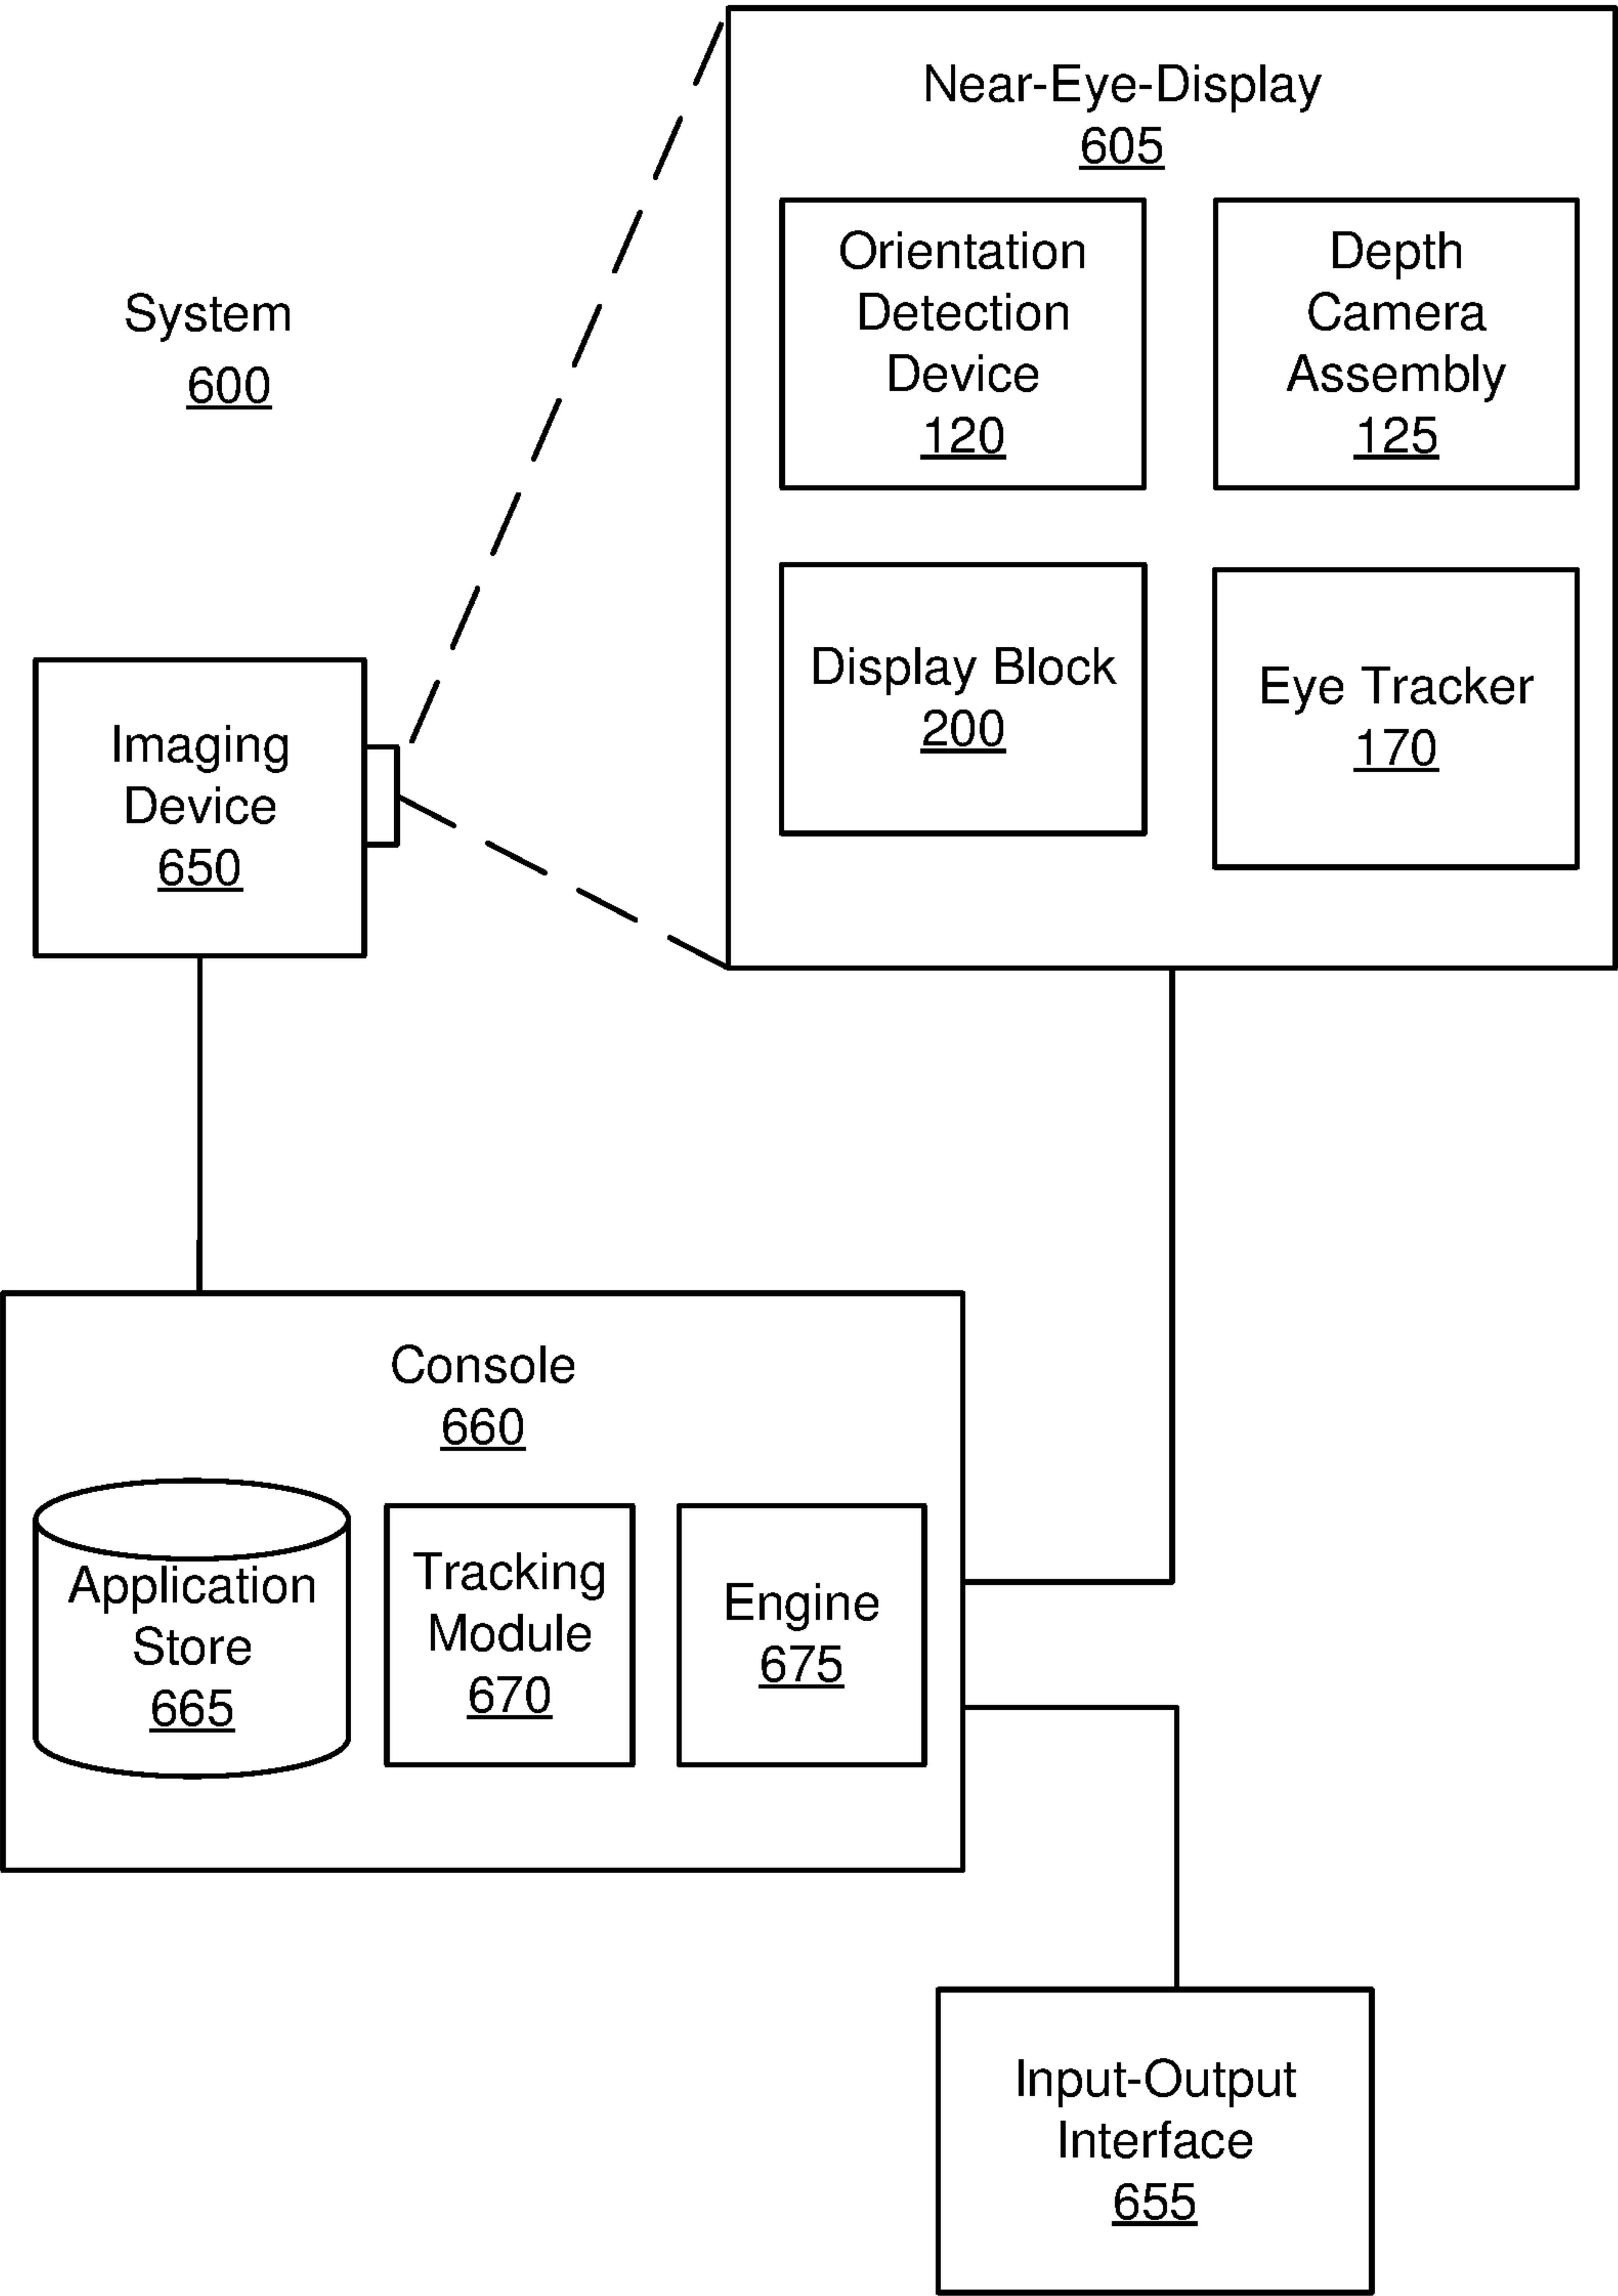 Near-Eye-Display
605
Orientation
Detection
Device
120
Depth
Camera
Assembly
125
System
600
Display Block
200
Eye Tracker
170
Imaging
Device
650
Console
660
Application
Store
665
Tracking
Module
670
Engine
675
Input-Output
Interface
655